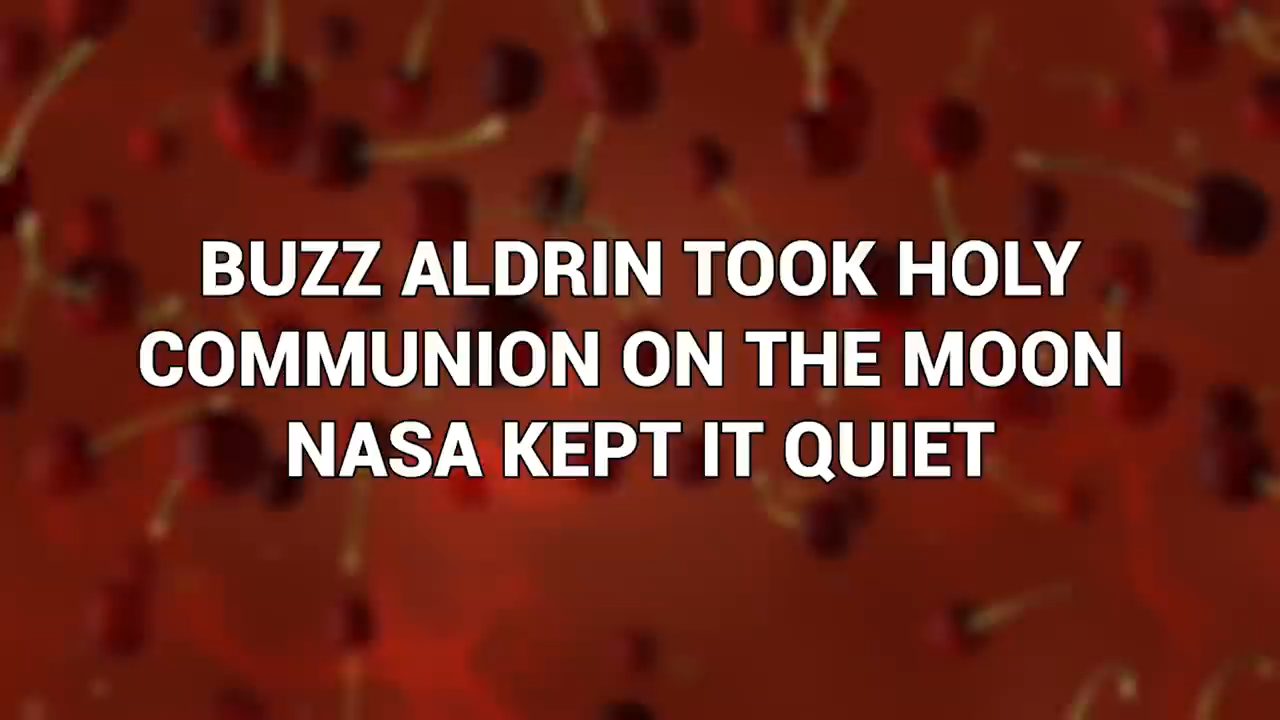 BUZZ ALDRIN TOOK HOLY
COMMUNION ON THE MOON
NASA KEPT IT QUIET